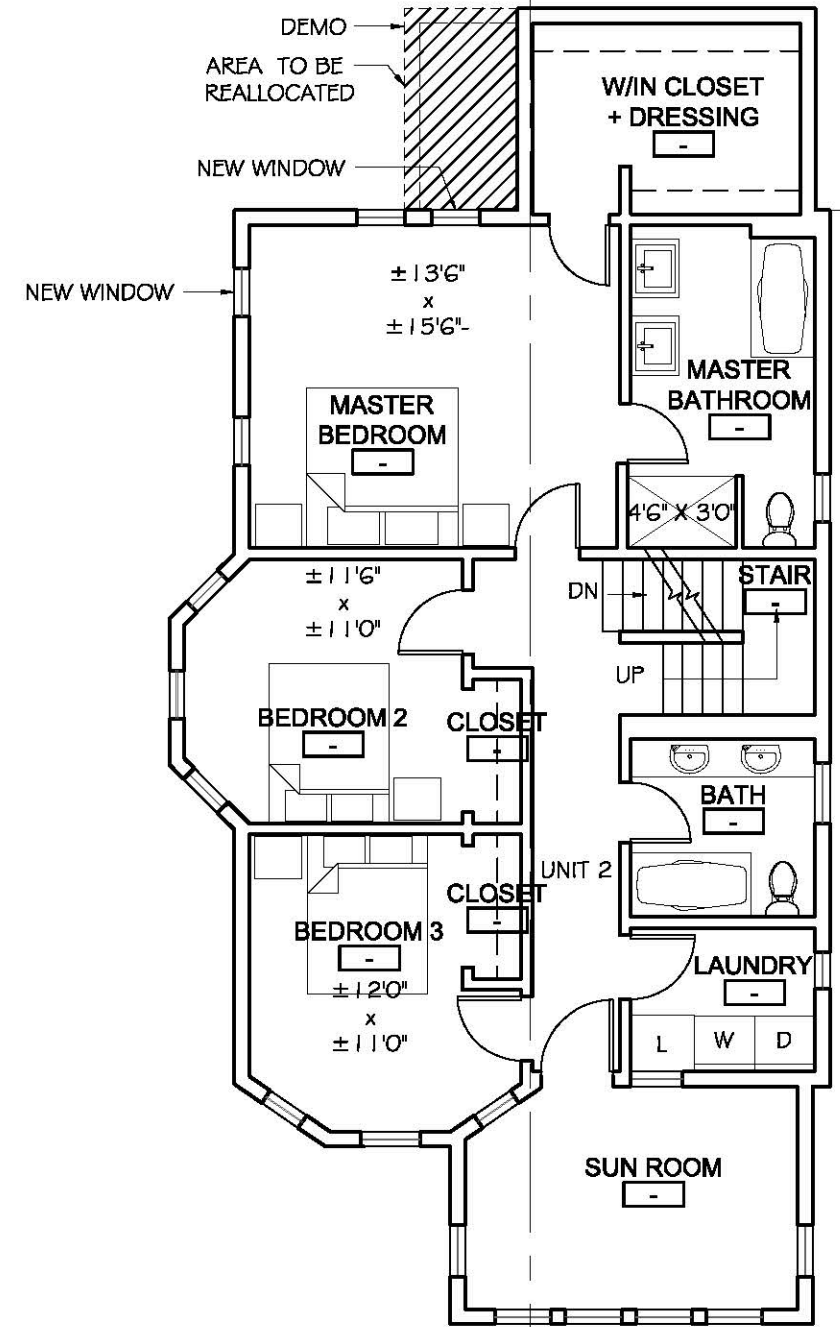 DEMO
AREA TO BE
REALLOCATED
W/IN CLOSET
+ DRESSING
-
NEW WINDOW
NEW WINDOW
±13'6"
x
±15'6"-
MASTER
BATHROOM
-
MASTER
BEDROOM
-
4'6" X 3'0"
±11'6"
x
±11'0"
DN
STAIR
-
UP
BEDROOM 2
-
CLOSET
-
BATH
-
UNIT 2
CLOSET
-
BEDROOM 3
-
±12'0"
x
±11'0"
LAUNDRY
-
L W D
SUN ROOM
-